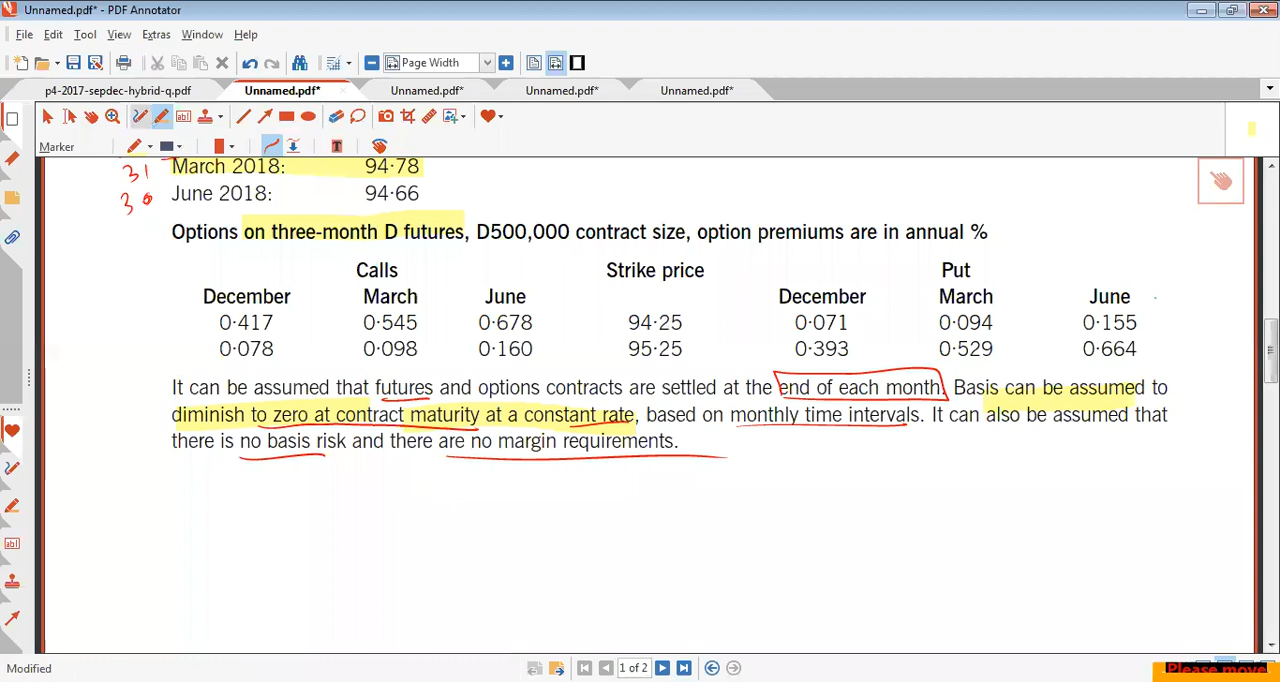 Unnamed.pdf* - PDF Annotator
File Edit Tool View Extras Window Help
Page Width
p4-2017-sepdec-hybrid-q.pdf Unnamed.pdf* Unnamed.pdf* Unnamed.pdf* Unnamed.pdf*
Marker
31 March 2018: 94·78
30 June 2018: 94·66
Options on three-month D futures, D500,000 contract size, option premiums are in annual %
Calls Strike price Put
December March June December March June
0·417 0·545 0·678 94·25 0·071 0·094 0·155
0·078 0·098 0·160 95·25 0·393 0·529 0·664
It can be assumed that futures and options contracts are settled at the end of each month. Basis can be assumed to
diminish to zero at contract maturity at a constant rate, based on monthly time intervals. It can also be assumed that
there is no basis risk and there are no margin requirements.
Modified
1 of 2
Please move